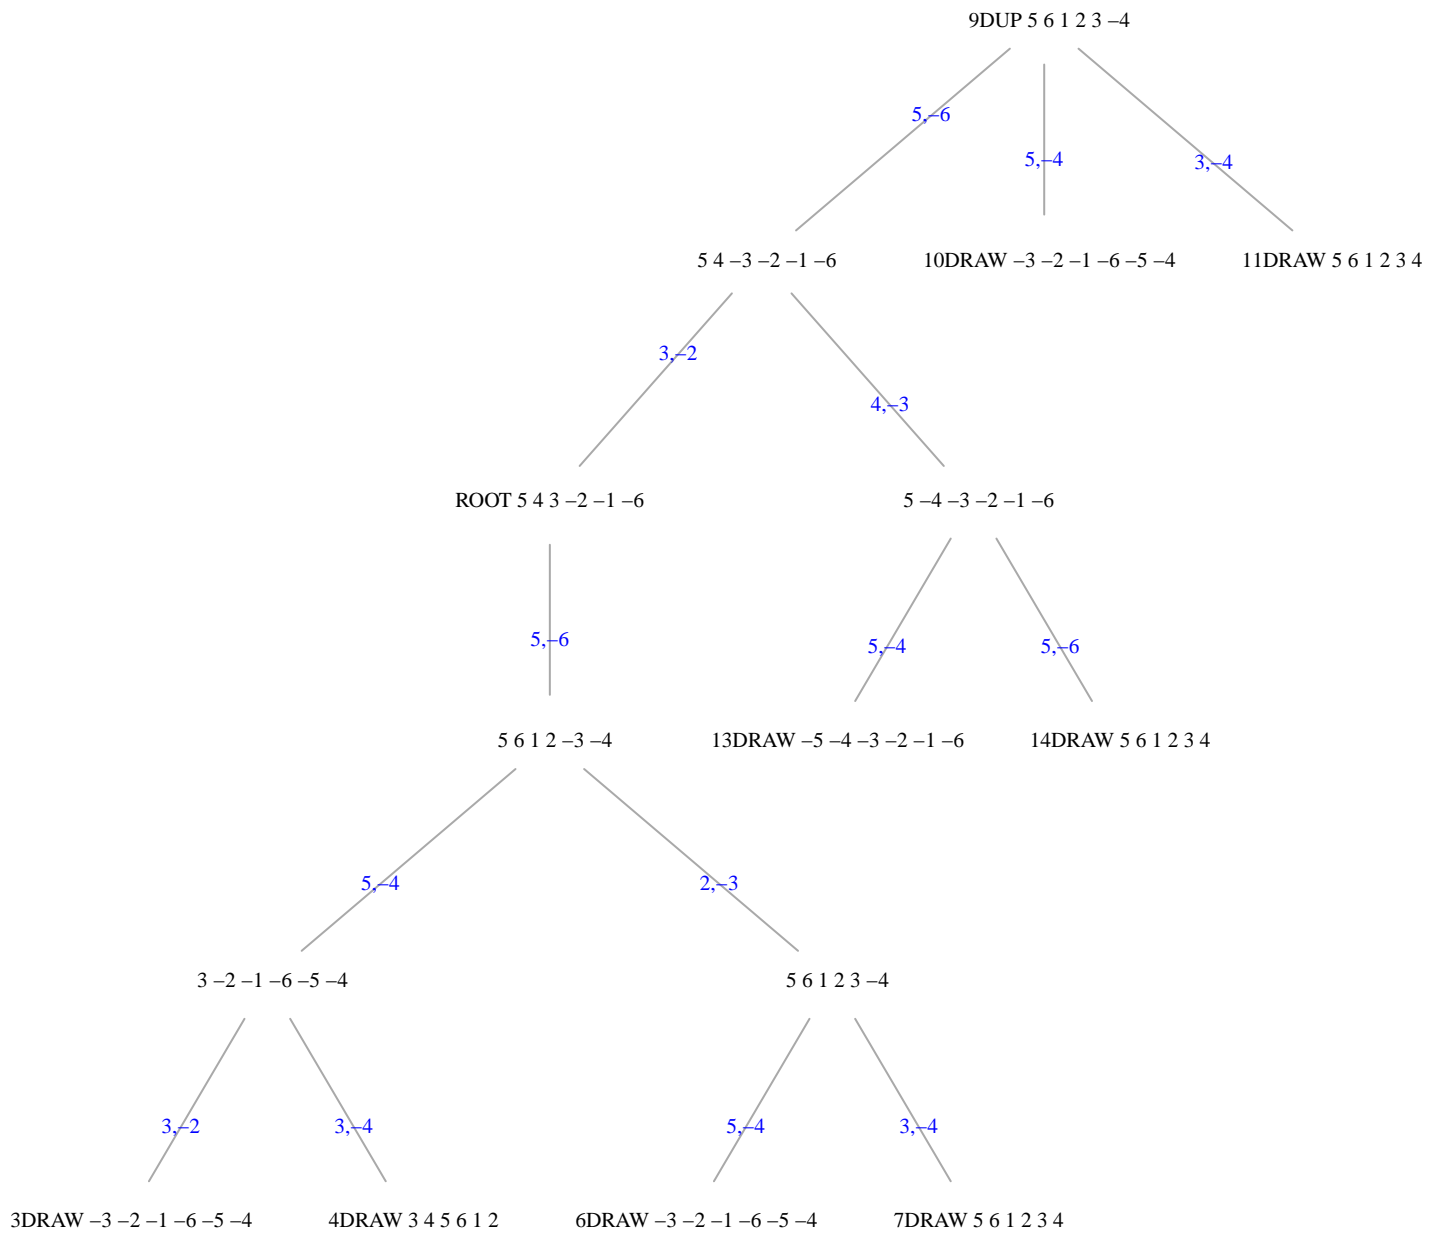 9DUP 5 6 1 2 3 –4
5,–6
5,–4
3,–4
5 4 –3 –2 –1 –6
10DRAW –3 –2 –1 –6 –5 –4
11DRAW 5 6 1 2 3 4
3,–2
4,–3
ROOT 5 4 3 –2 –1 –6
5 –4 –3 –2 –1 –6
5,–6
5,–4
5,–6
5 6 1 2 –3 –4
13DRAW –5 –4 –3 –2 –1 –6
14DRAW 5 6 1 2 3 4
5,–4
2,–3
3 –2 –1 –6 –5 –4
5 6 1 2 3 –4
3,–2
3,–4
5,–4
3,–4
3DRAW –3 –2 –1 –6 –5 –4
4DRAW 3 4 5 6 1 2
6DRAW –3 –2 –1 –6 –5 –4
7DRAW 5 6 1 2 3 4